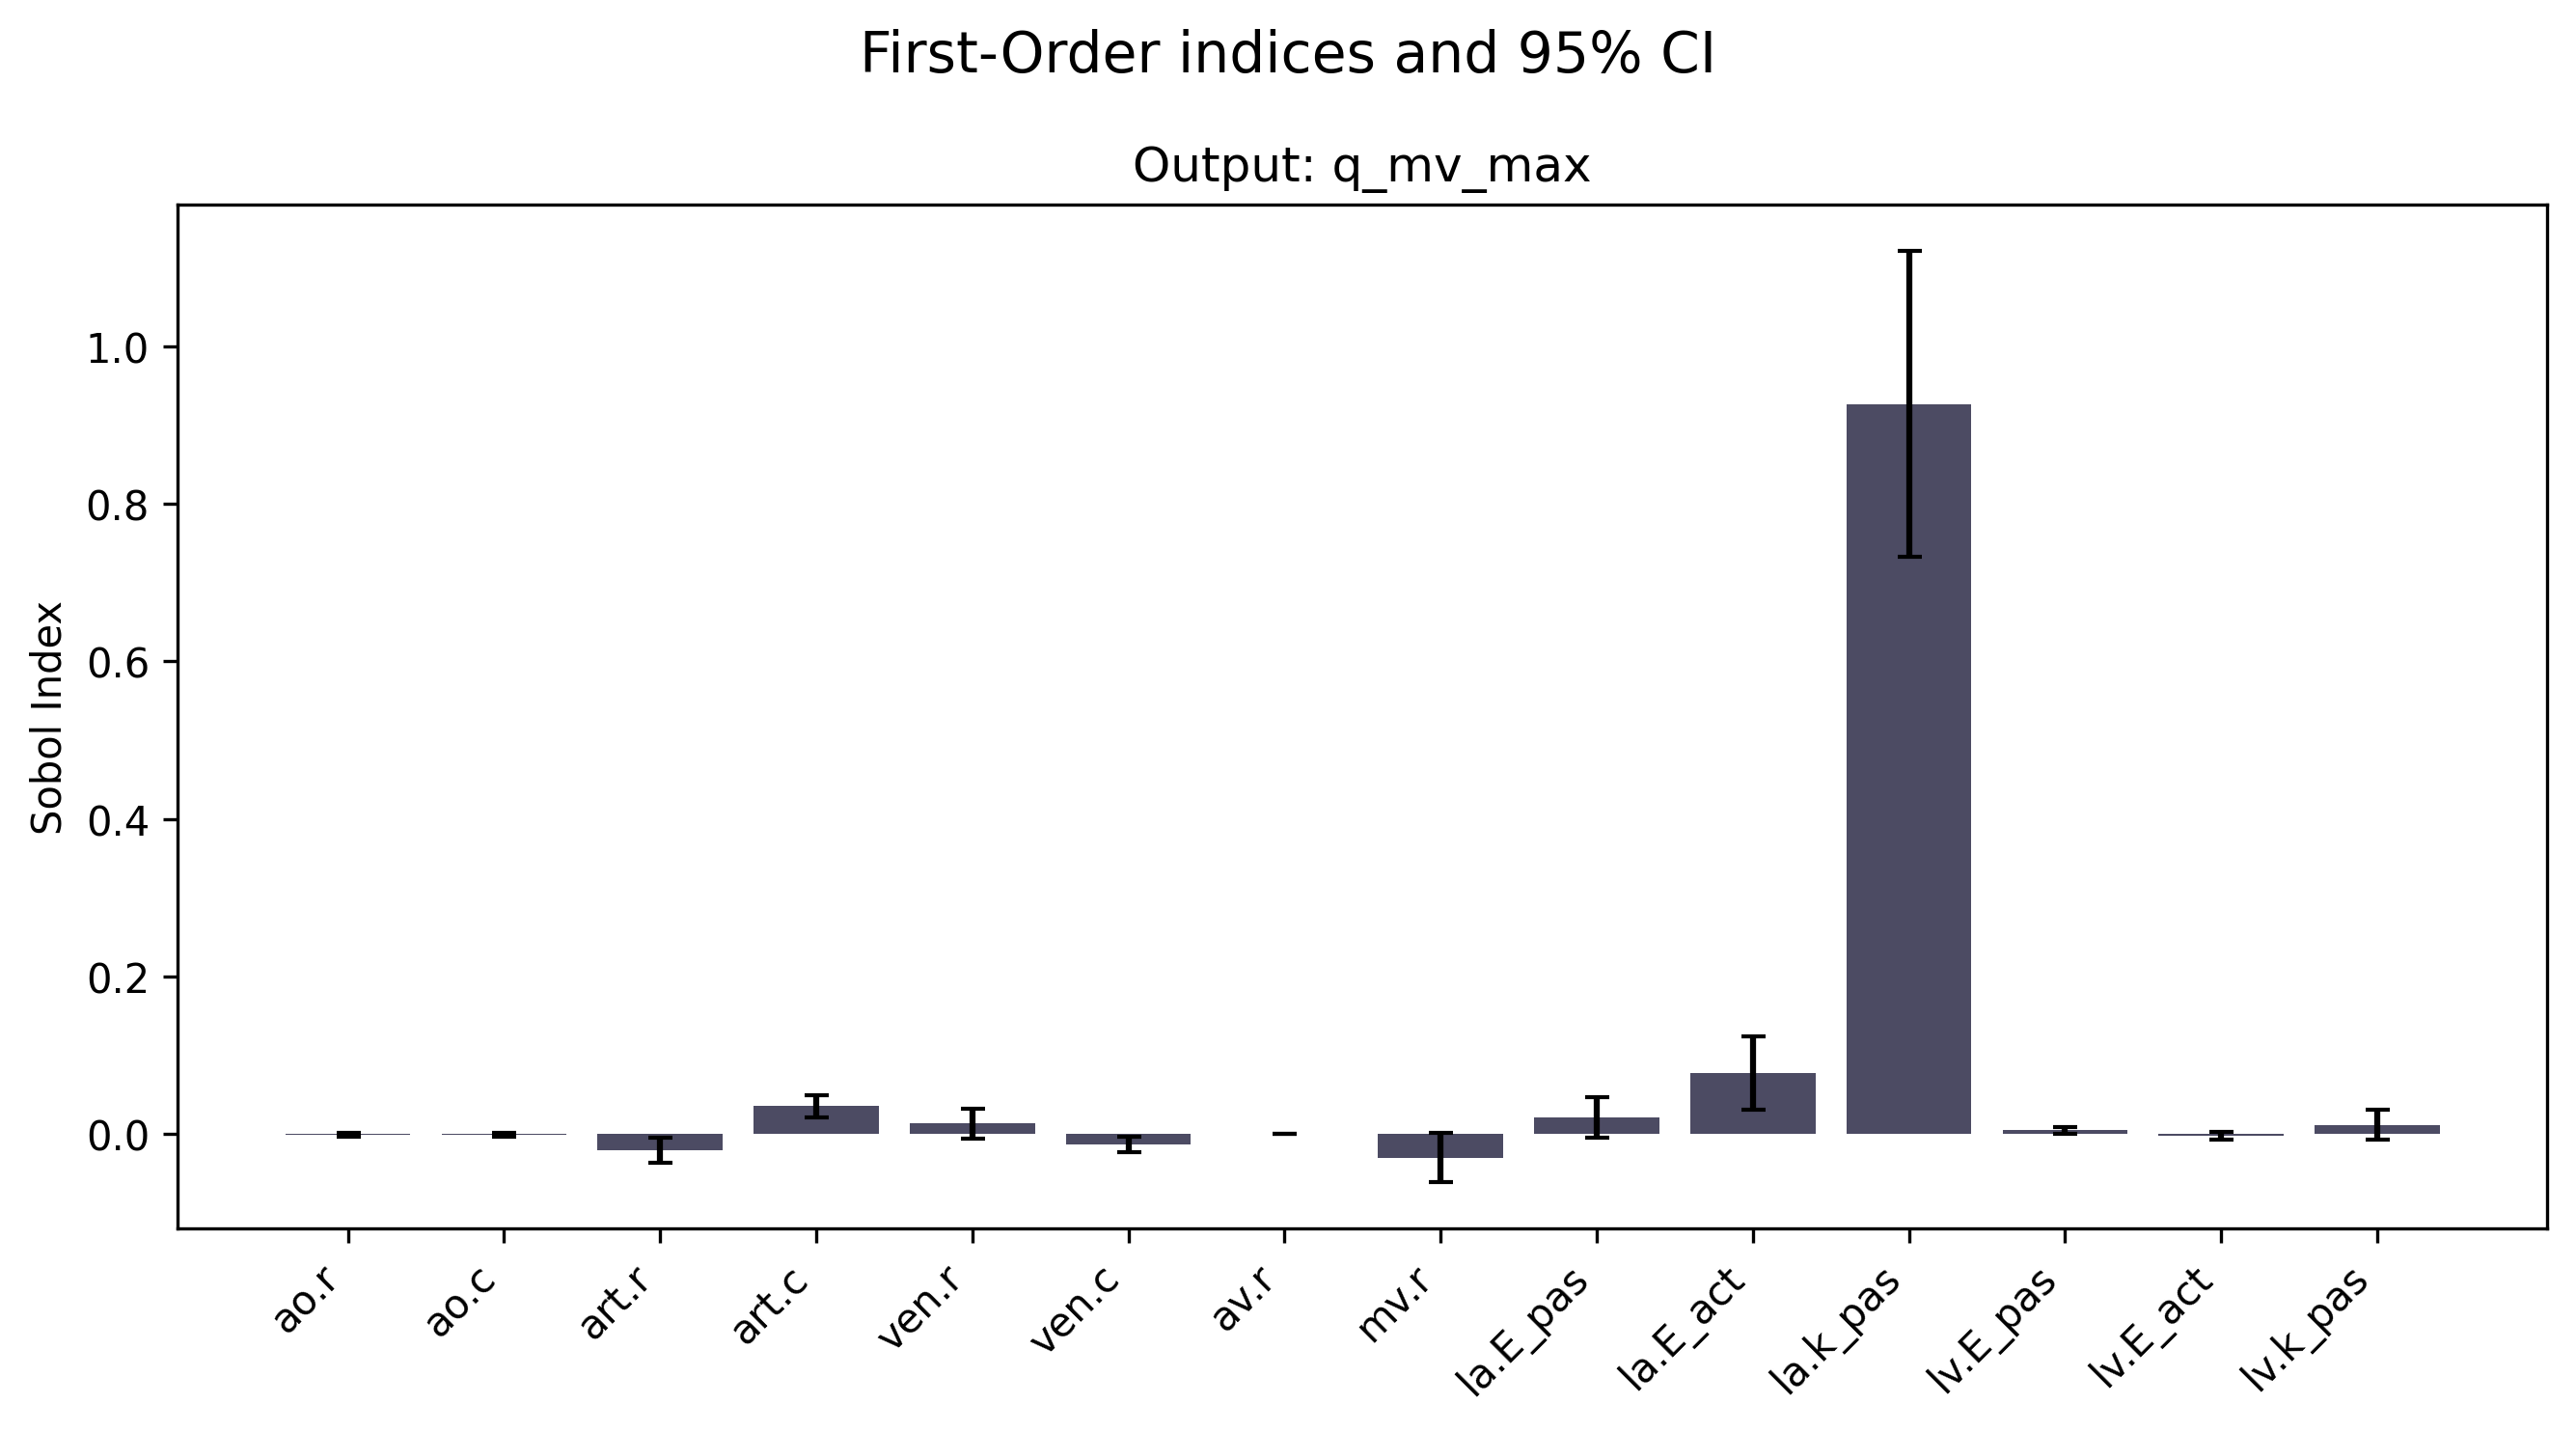 First-Order indices and 95% CI
Output: q_mv_max
Sobol Index
1.0
0.8
0.6
0.4
0.2
0.0
ao.r
ao.c
art.r
art.c
ven.r
ven.c
av.r
mv.r
la.E_pas
la.E_act
la.k_pas
lv.E_pas
lv.E_act
lv.k_pas